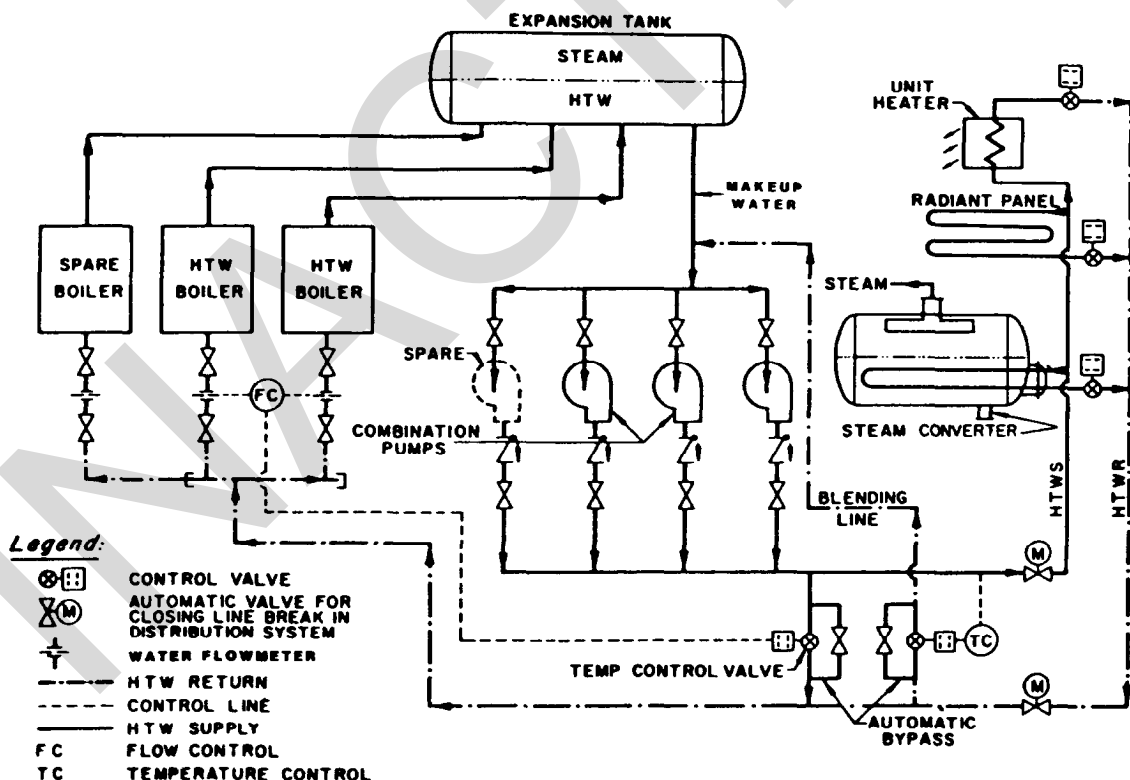 EXPANSION TANK
STEAM
HTW
UNIT
HEATER
MAKEUP
WATER
RADIANT PANEL
SPARE
BOILER
HTW
BOILER
HTW
BOILER
STEAM
SPARE
FC
COMBINATION
PUMPS
STEAM CONVERTER
BLENDING
LINE
HTWS
HTWR
M
TC
TEMP CONTROL VALVE
M
AUTOMATIC
BYPASS
Legend:
CONTROL VALVE
M
AUTOMATIC VALVE FOR
CLOSING LINE BREAK IN
DISTRIBUTION SYSTEM
WATER FLOWMETER
HTW RETURN
CONTROL LINE
HTW SUPPLY
FC FLOW CONTROL
TC TEMPERATURE CONTROL
INACTI